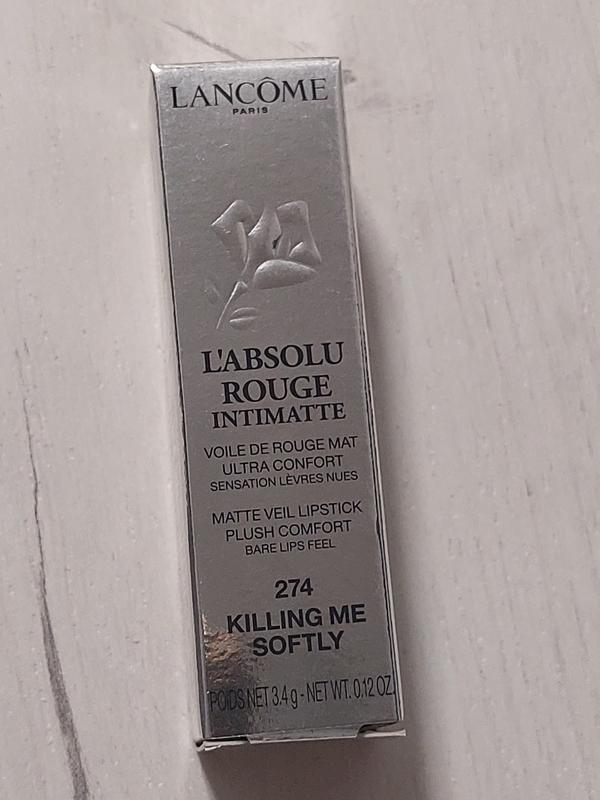 LANCÔME
PARIS
L'ABSOLU
ROUGE
INTIMATTE
VOILE DE ROUGE MAT
ULTRA CONFORT
SENSATION LÈVRES NUES
MATTE VEIL LIPSTICK
PLUSH COMFORT
BARE LIPS FEEL
274
KILLING ME
SOFTLY
POIDS NET 3.4 g - NET WT. 0.12 OZ.